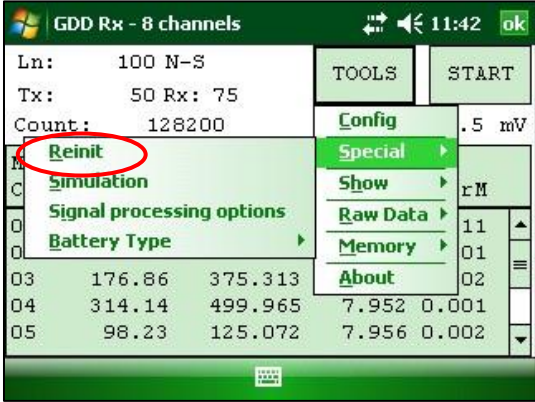 GDD Rx - 8 channels 11:42 ok
Ln: 100 N-S
TOOLS START
Tx: 50 Rx: 75
Count: 128200 .5 mV
Config
Special
Show
Raw Data
Memory
About
Reinit
Simulation
Signal processing options
Battery Type
rM
11
01
03 176.86 375.313 02
04 314.14 499.965 7.952 0.001
05 98.23 125.072 7.956 0.002